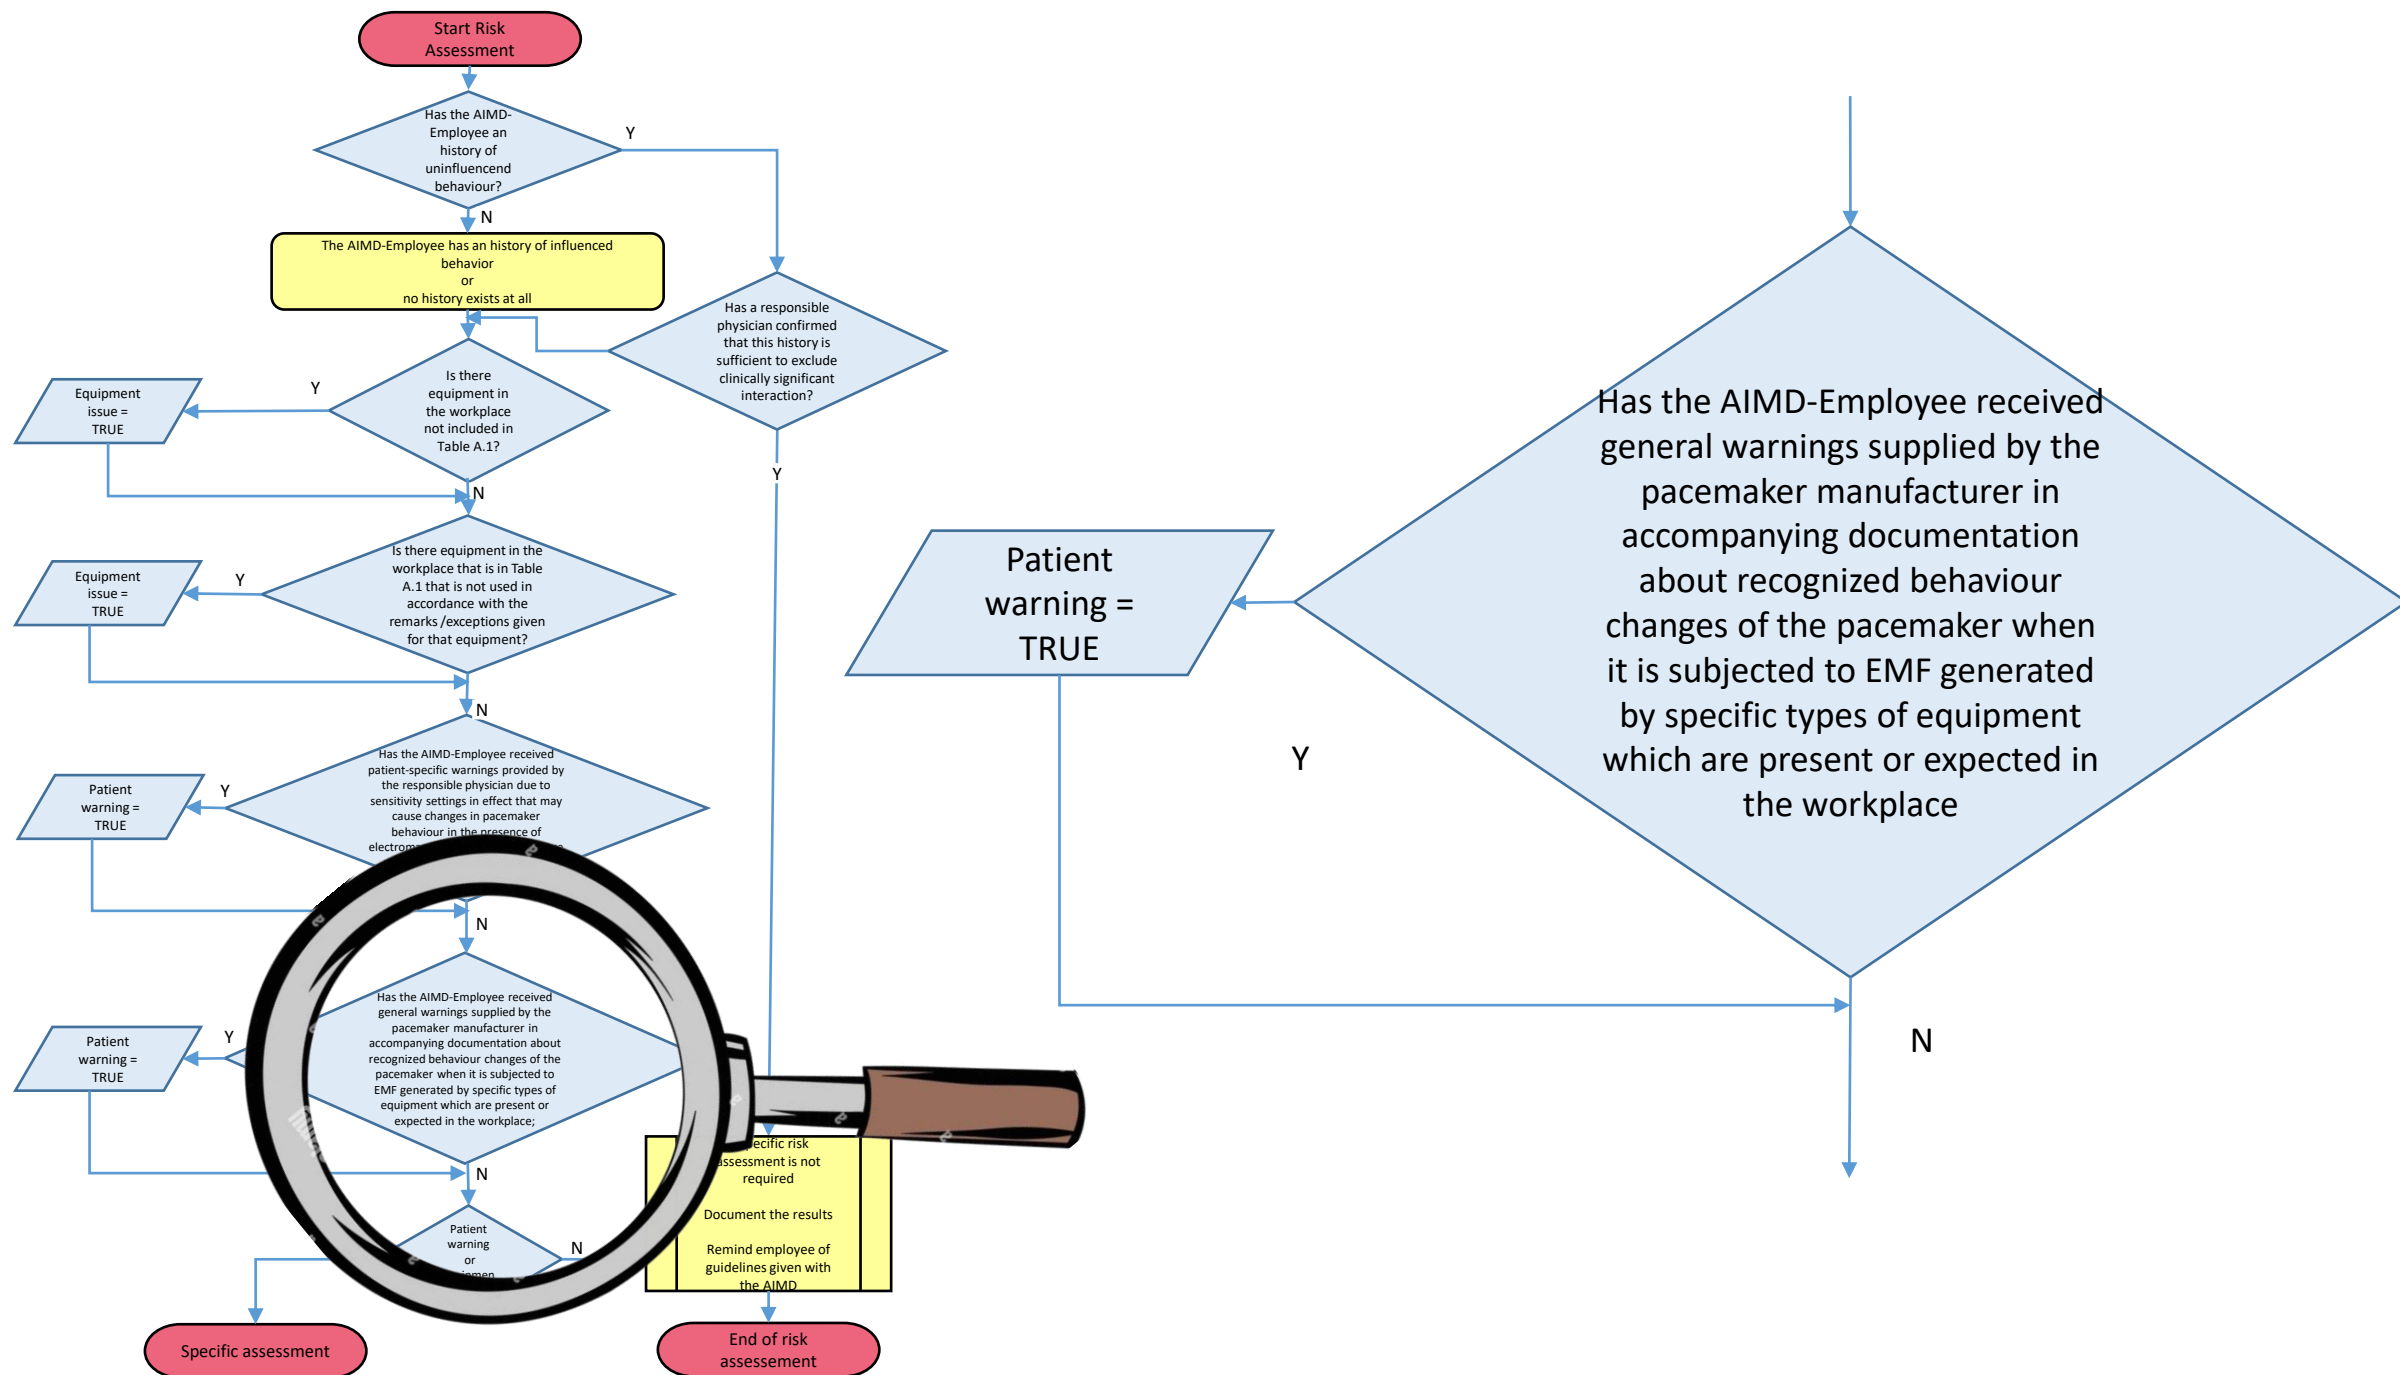 Start Risk
Assessment
Has the AIMD-
Employee an
history of
uninfluencend
behaviour?
Y
N
The AIMD-Employee has an history of influenced
behavior
or
no history exists at all
Has a responsible
physician confirmed
that this history is
sufficient to exclude
clinically significant
interaction?
Y
Is there
equipment in
the workplace
not included in
Table A.1?
Y
Equipment
issue =
TRUE
N
Is there equipment in the
workplace that is in Table
A.1 that is not used in
accordance with the
remarks/exceptions given
for that equipment?
Y
Equipment
issue =
TRUE
N
Has the AIMD-Employee received
patient-specific warnings provided by
the responsible physician due to
sensitivity settings in effect that may
cause changes in pacemaker
behaviour in the presence of
Y
Patient
warning =
TRUE
N
Has the AIMD-Employee received
general warnings supplied by the
pacemaker manufacturer in
accompanying documentation about
recognized behaviour changes of the
pacemaker when it is subjected to
EMF generated by specific types of
equipment which are present or
expected in the workplace;
Y
Patient
warning =
TRUE
N
Patient
warning
or
N
risk
assessment is not
required
Document the results
Remind employee of
guidelines given with
the AIMD
Specific assessment
End of risk
assessement
Has the AIMD-Employee received
general warnings supplied by the
pacemaker manufacturer in
accompanying documentation
about recognized behaviour
changes of the pacemaker when
it is subjected to EMF generated
by specific types of equipment
which are present or expected in
the workplace
Patient
warning =
TRUE
Y
N